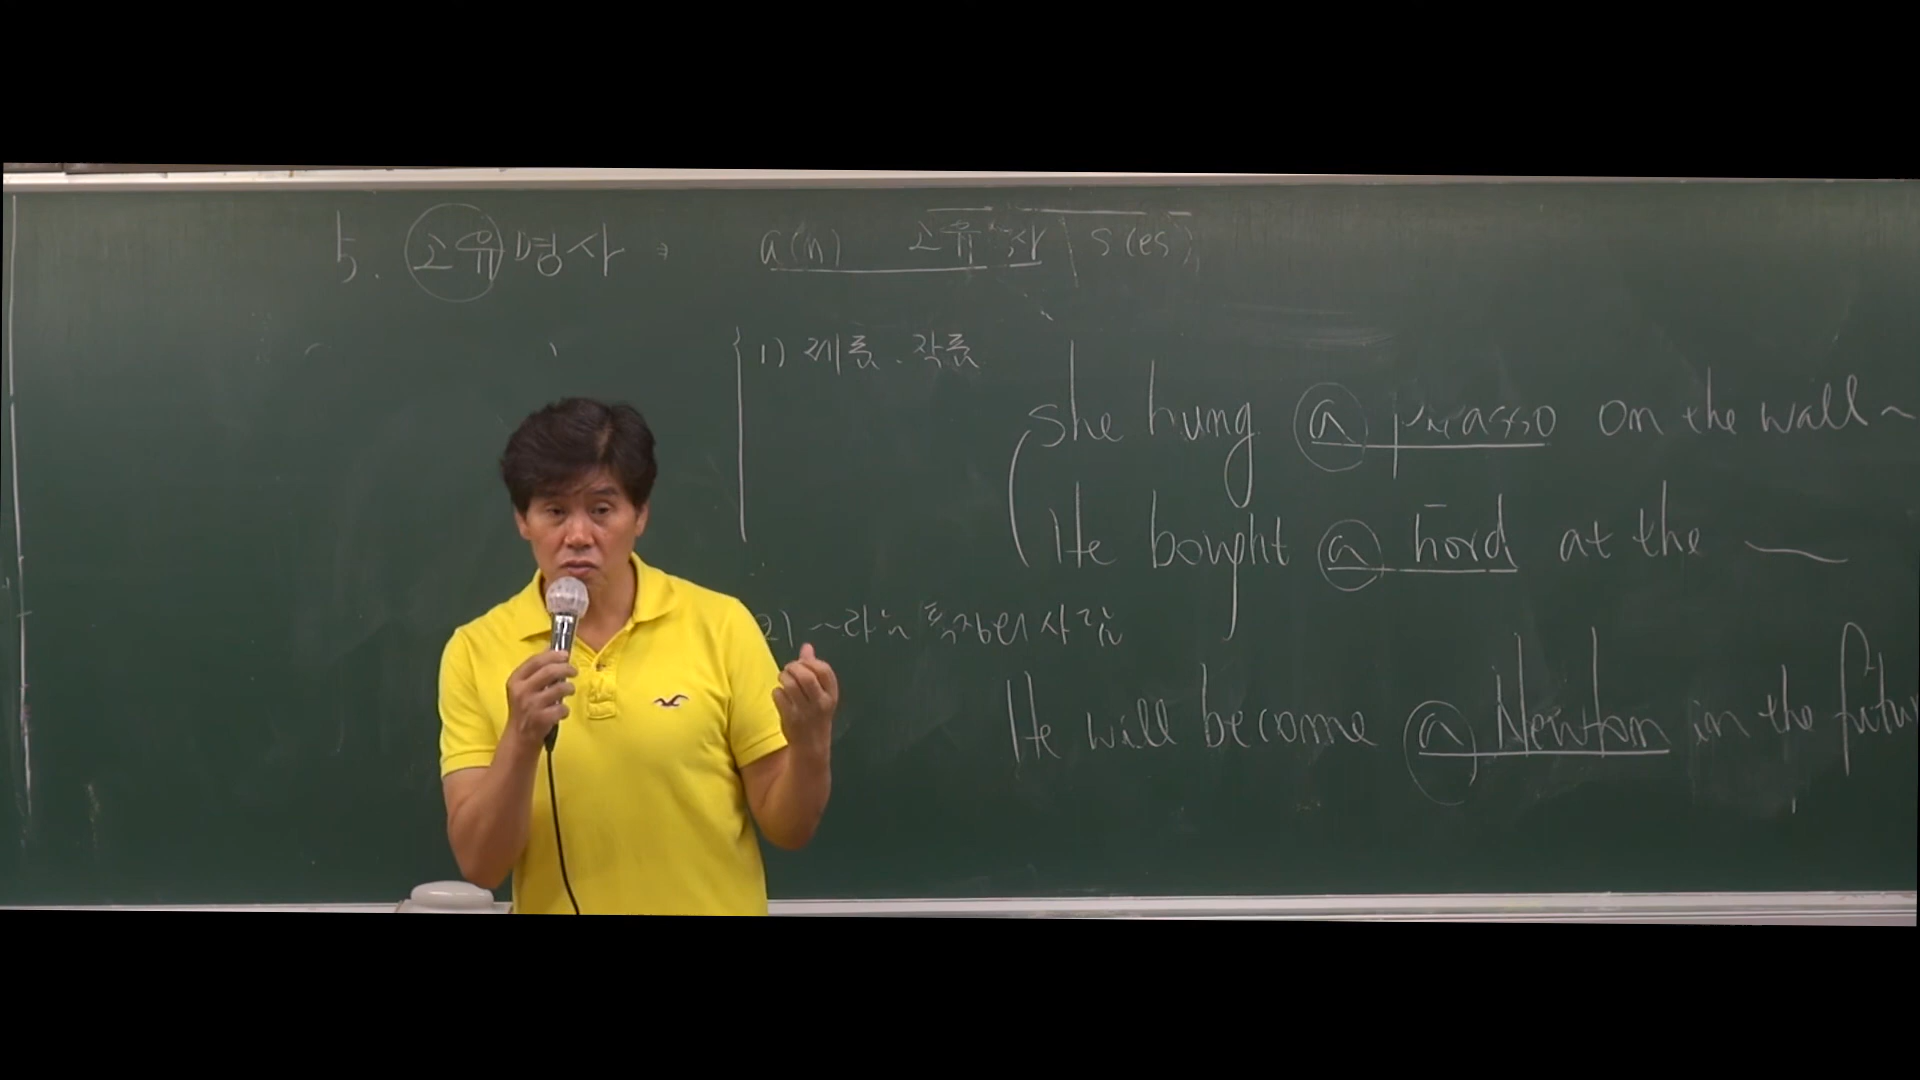 5. 고유명사 : a(n) 고유명사 \ s(es)
1) 제품. 작품
She hung a picasso on the wall ~
He bought a ford at the ~
2) ~라는 특정의 사람
He will become a Newton in the futur